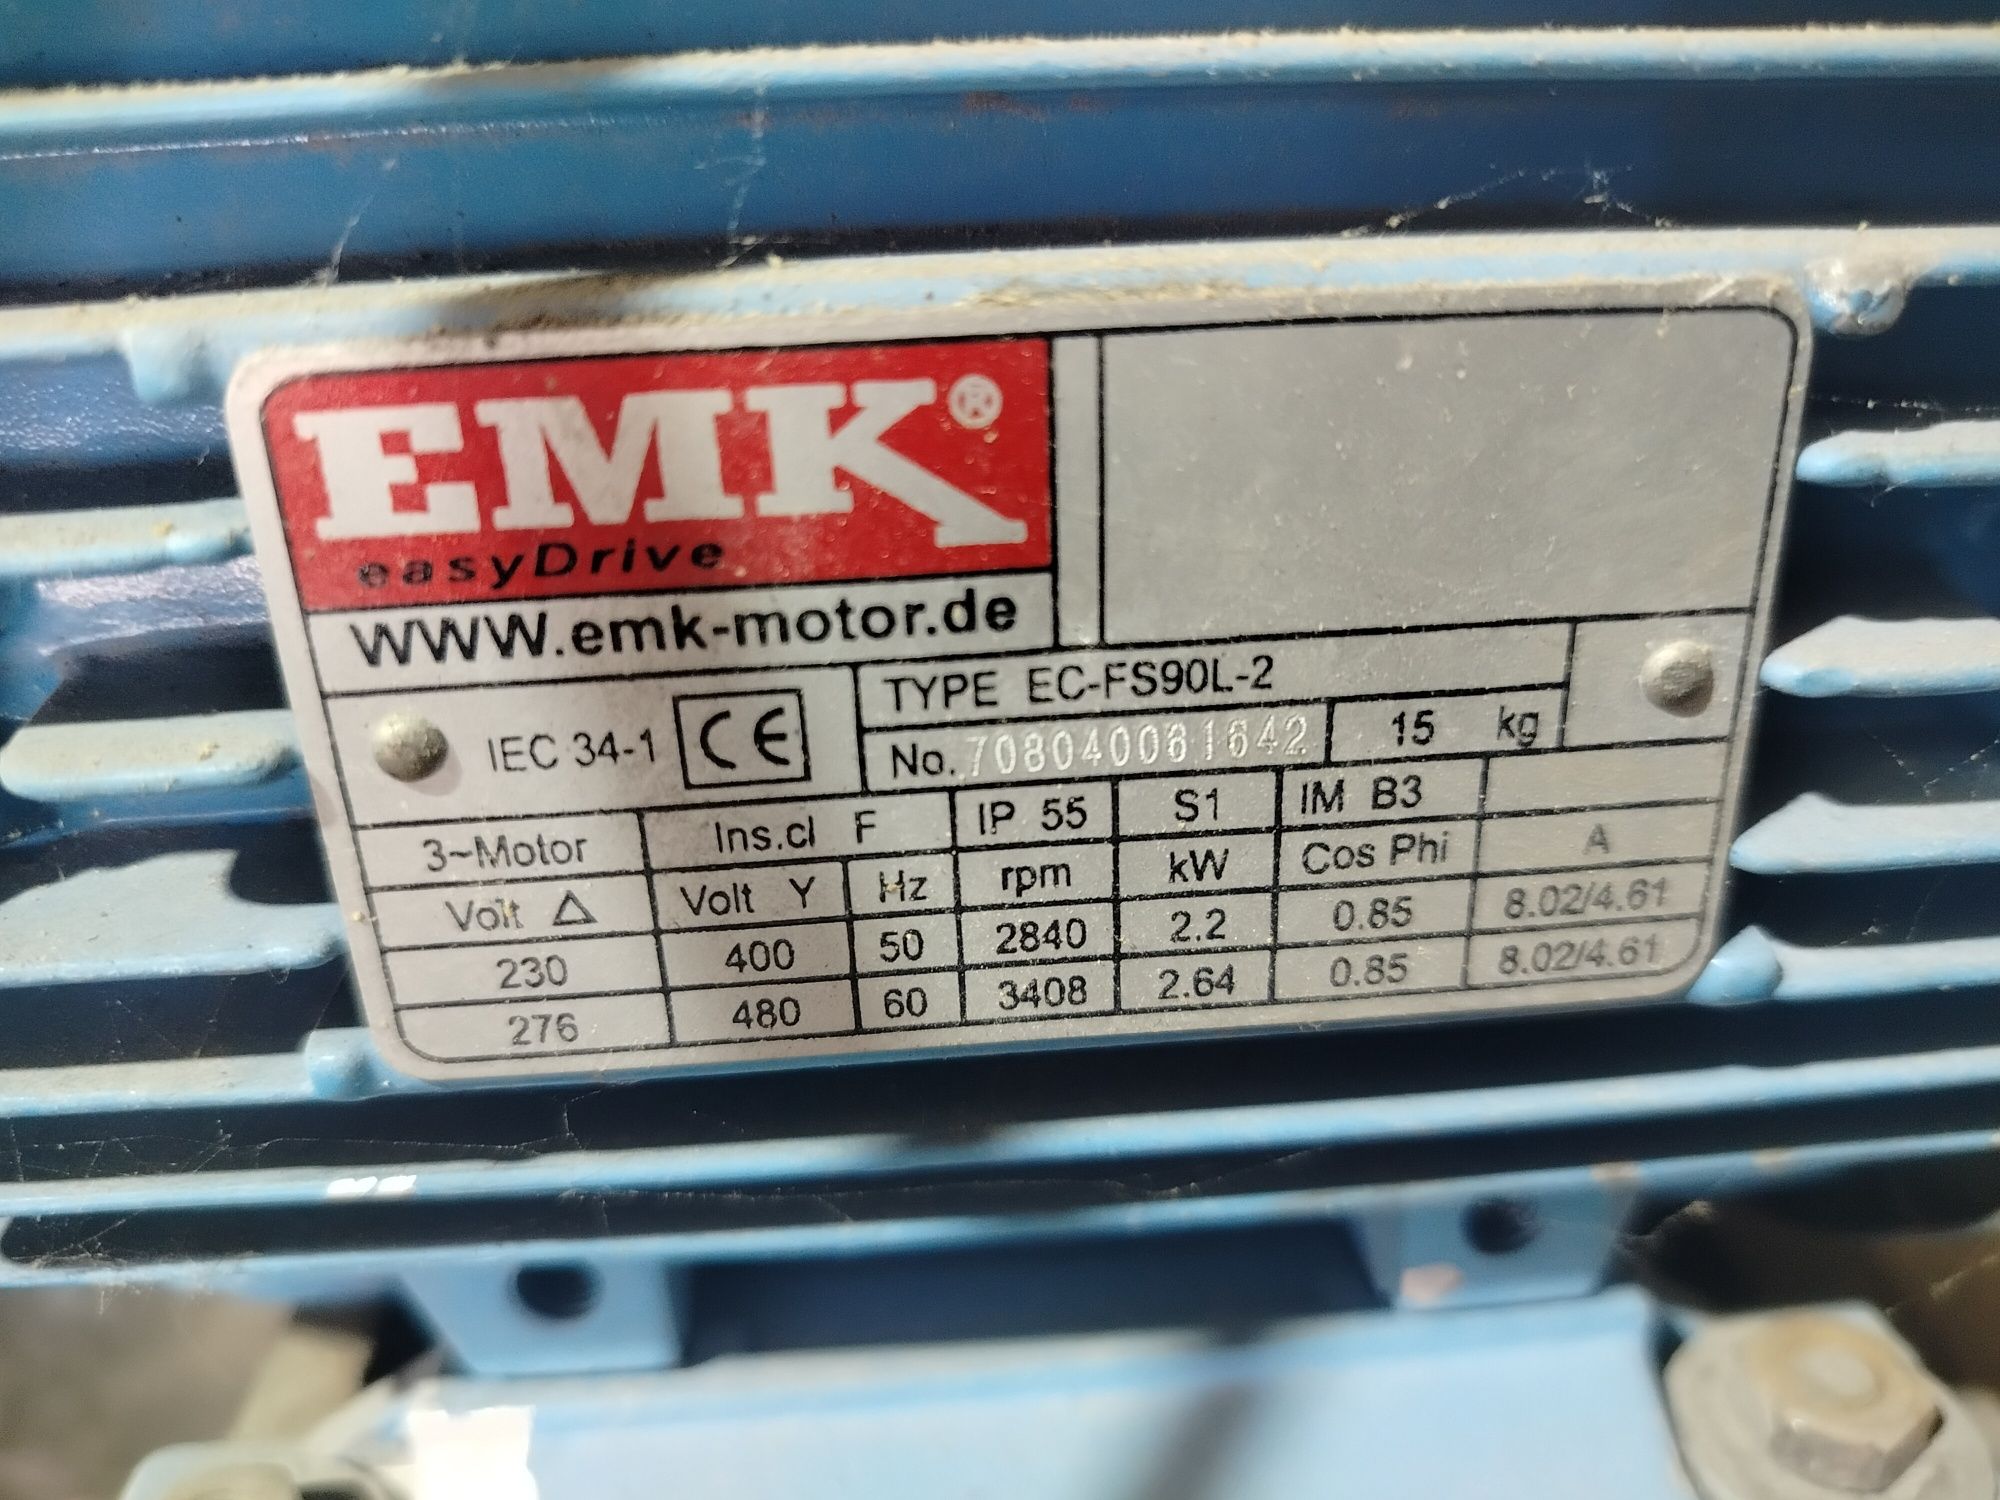 EMK®
easyDrive
www.emk-motor.de
IEC 34-1 CE
TYPE EC-FS90L-2
No. 708040081642 15 kg
3~Motor Ins.cl F IP 55 S1 IM B3
Volt Δ Volt Y Hz rpm kW Cos Phi A
230 400 50 2840 2.2 0.85 8.02/4.61
276 480 60 3408 2.64 0.85 8.02/4.61